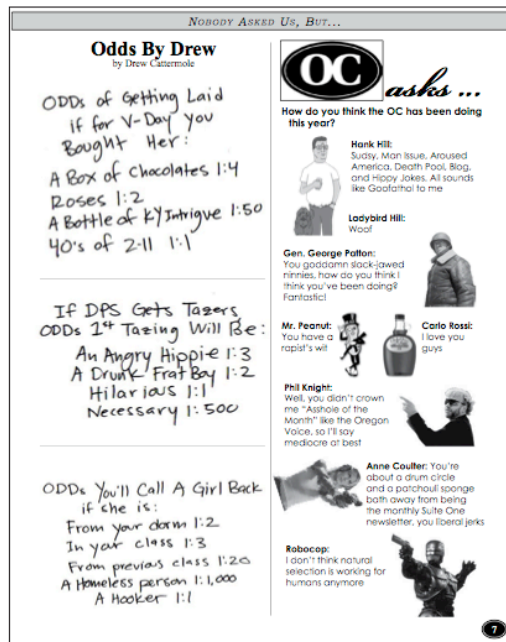 NOBODY ASKED US, BUT...
Odds By Drew
by Drew Cattermole
ODDs of Getting Laid
if for V-Day you
Bought Her:
A Box of Chocolates 1:4
Roses 1:2
A Bottle of KY Intrigue 1:50
40's of 2-11 1:1
If DPS Gets Tazers
ODDs 1st Tazing Will Be:
An Angry Hippie 1:3
A Drunk Frat Boy 1:2
Hilarious 1:1
Necessary 1:500
ODDs You'll Call A Girl Back
if she is:
From your dorm 1:2
In your class 1:3
From previous class 1:20
A Homeless person 1:1,000
A Hooker 1:1
OC asks ...
How do you think the OC has been doing
this year?
Hank Hill:
Suasy, Man Issue, Aroused
America, Death Pool, Blog,
and Hippy Jokes. All sounds
like Goofathol to me
Ladybird Hill:
Woof
Gen. George Patton:
You goddamn slack-jawed
ninnies, how do you think I
think you've been doing?
Fantastic!
Mr. Peanut:
You have a
rapist's wit
Carlo Rossi:
I love you
guys
Phil Knight:
Well, you didn't crown
me "Asshole of the
Month" like the Oregon
Voice, so I'll say
mediocre at best
Anne Coulter: You're
about a drum circle
and a patchouli sponge
bath away from being
the monthly Suite One
newsletter, you liberal jerks
Robocop:
I don't think natural
selection is working for
humans anymore
7